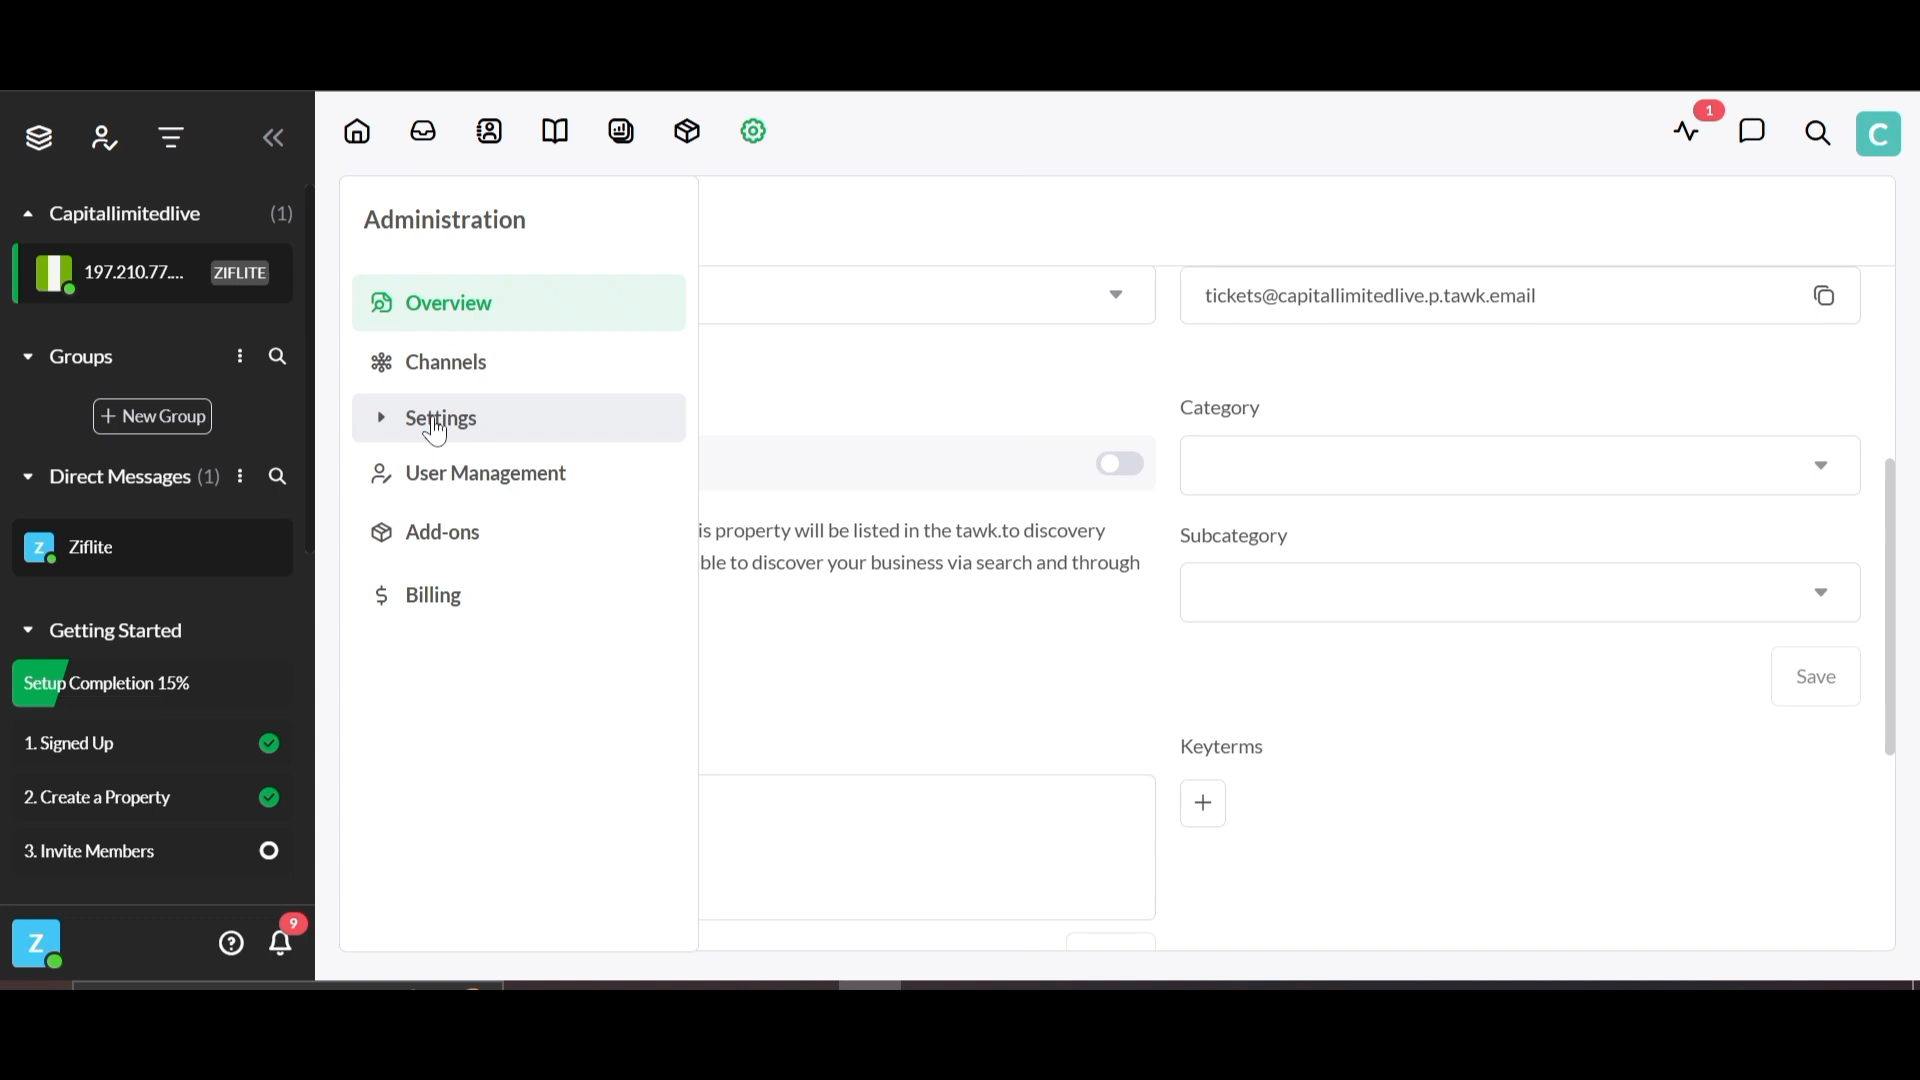 1
C
Capitallimitedlive (1)
197.210.77.... ZIFLITE
Groups
+ New Group
Direct Messages (1)
Z Ziflite
Getting Started
Setup Completion 15%
1. Signed Up
2. Create a Property
3. Invite Members
Z
9
Administration
Overview
Channels
Settings
User Management
Add-ons
$ Billing
is property will be listed in the tawk.to discovery
ble to discover your business via search and through
tickets@capitallimitedlive.p.tawk.email
Category
Subcategory
Save
Keyterms
+